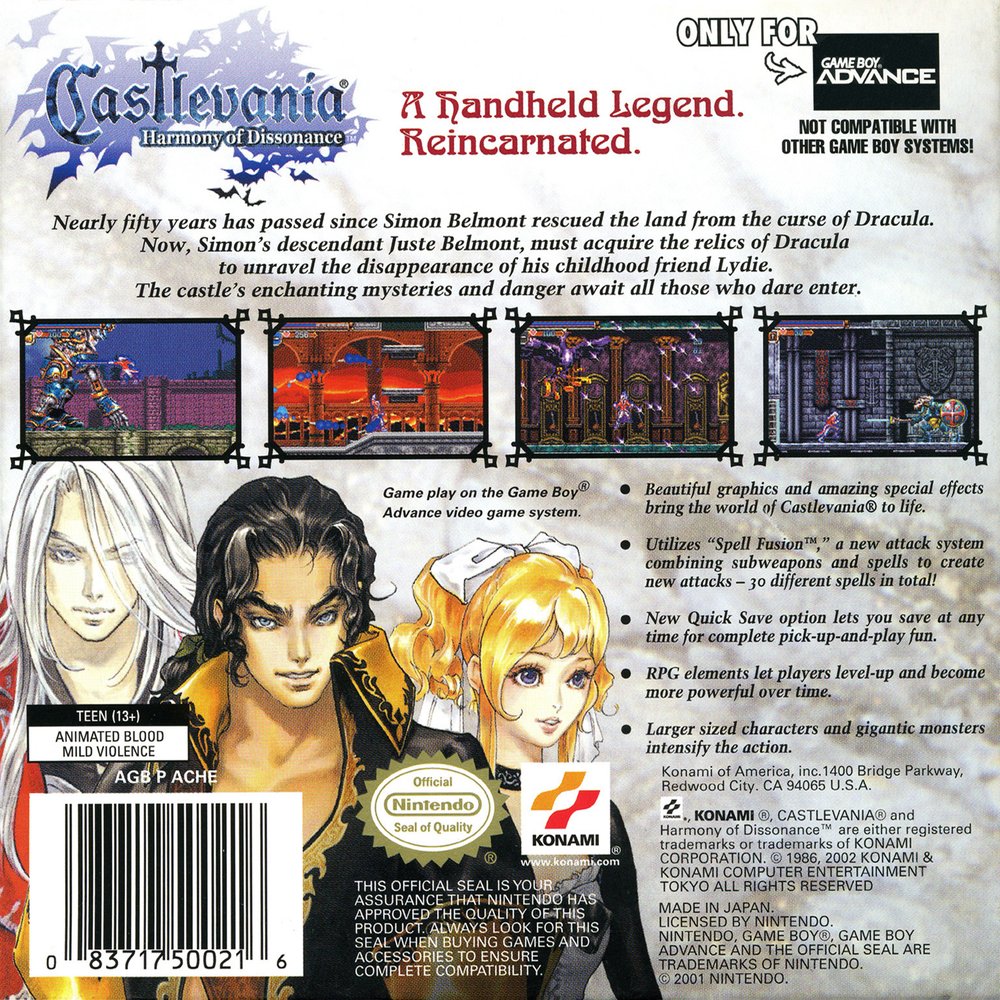 Castlevania®
Harmony of Dissonance™
A Handheld Legend.
Reincarnated.
ONLY FOR
GAME BOY®
ADVANCE
NOT COMPATIBLE WITH
OTHER GAME BOY SYSTEMS!
Nearly fifty years has passed since Simon Belmont rescued the land from the curse of Dracula.
Now, Simon's descendant Juste Belmont, must acquire the relics of Dracula
to unravel the disappearance of his childhood friend Lydie.
The castle's enchanting mysteries and danger await all those who dare enter.
Game play on the Game Boy®
Advance video game system.
● Beautiful graphics and amazing special effects
bring the world of Castlevania® to life.
● Utilizes “Spell Fusion™,” a new attack system
combining subweapons and spells to create
new attacks – 30 different spells in total!
● New Quick Save option lets you save at any
time for complete pick-up-and-play fun.
● RPG elements let players level-up and become
more powerful over time.
● Larger sized characters and gigantic monsters
intensify the action.
TEEN (13+)
ANIMATED BLOOD
MILD VIOLENCE
AGB P ACHE
0 83717 50021 6
Official
Nintendo
Seal of Quality
®
KONAMI
®
www.konami.com
THIS OFFICIAL SEAL IS YOUR
ASSURANCE THAT NINTENDO HAS
APPROVED THE QUALITY OF THIS
PRODUCT. ALWAYS LOOK FOR THIS
SEAL WHEN BUYING GAMES AND
ACCESSORIES TO ENSURE
COMPLETE COMPATIBILITY.
Konami of America, inc.1400 Bridge Parkway,
Redwood City. CA 94065 U.S.A.
KONAMI ®, CASTLEVANIA® and
Harmony of Dissonance™ are either registered
trademarks or trademarks of KONAMI
CORPORATION. © 1986, 2002 KONAMI &
KONAMI COMPUTER ENTERTAINMENT
TOKYO ALL RIGHTS RESERVED
MADE IN JAPAN.
LICENSED BY NINTENDO.
NINTENDO, GAME BOY®, GAME BOY
ADVANCE AND THE OFFICIAL SEAL ARE
TRADEMARKS OF NINTENDO.
© 2001 NINTENDO.